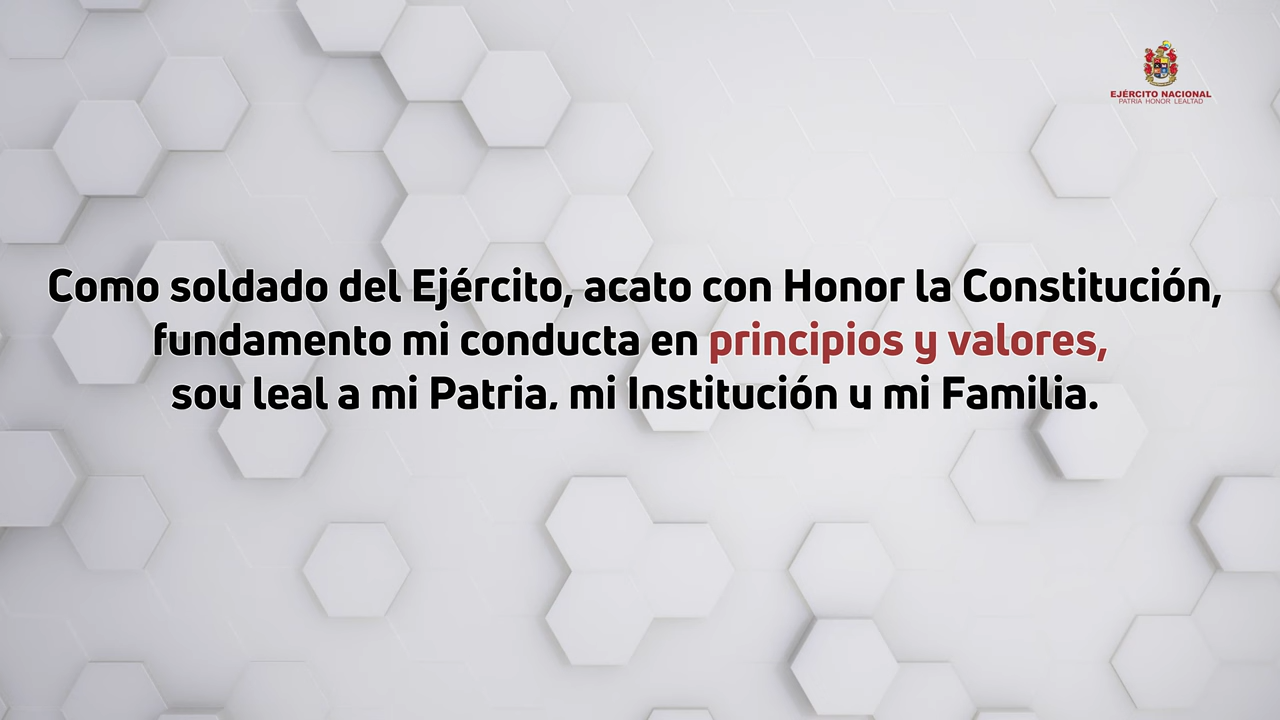 EJÉRCITO NACIONAL
PATRIA HONOR LEALTAD
Como soldado del Ejército, acato con Honor la Constitución,
fundamento mi conducta en principios y valores,
soy leal a mi Patria, mi Institución y mi Familia.